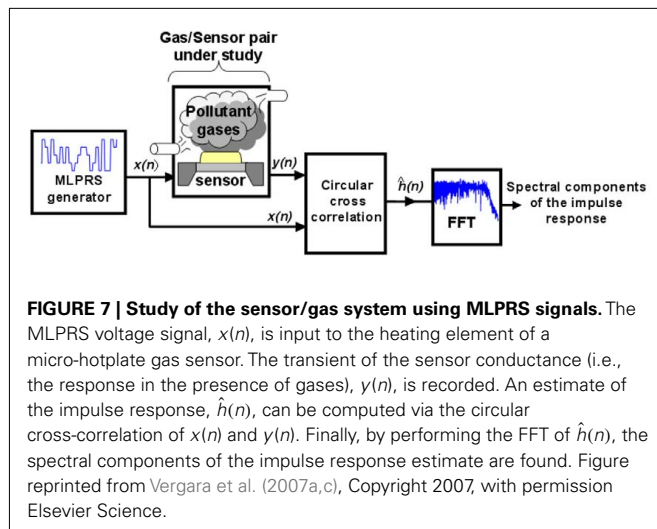 Gas/Sensor pair
under study
Pollutant
gases
sensor
MLPRS
generator
x(n)
y(n)
x(n)
Circular
cross
correlation
ĥ(n)
FFT
Spectral components
of the impulse
response
FIGURE 7 | Study of the sensor/gas system using MLPRS signals. The
MLPRS voltage signal, x(n), is input to the heating element of a
micro-hotplate gas sensor. The transient of the sensor conductance (i.e.,
the response in the presence of gases), y(n), is recorded. An estimate of
the impulse response, ĥ(n), can be computed via the circular
cross-correlation of x(n) and y(n). Finally, by performing the FFT of ĥ(n), the
spectral components of the impulse response estimate are found. Figure
reprinted from Vergara et al. (2007a,c), Copyright 2007, with permission
Elsevier Science.